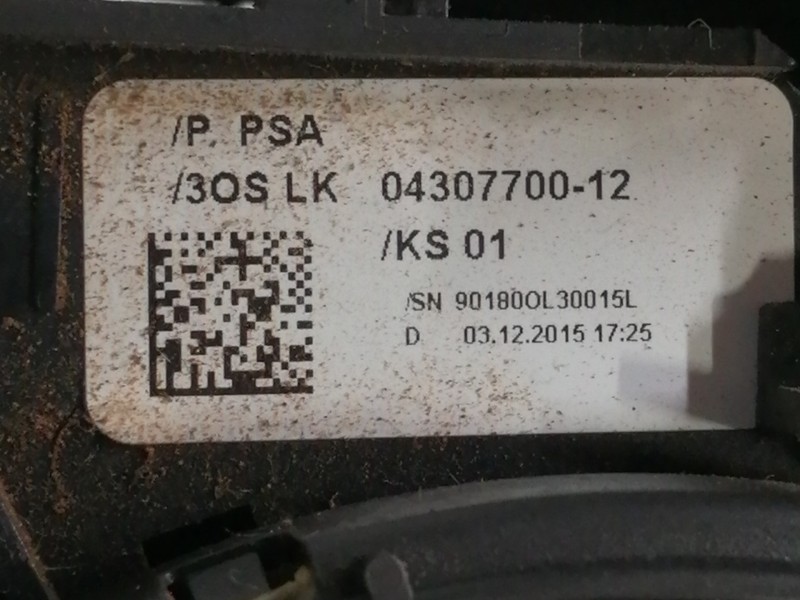 /P. PSA
/3OS LK 04307700-12
/KS 01
/SN 90180OL30015L
D 03.12.2015 17:25